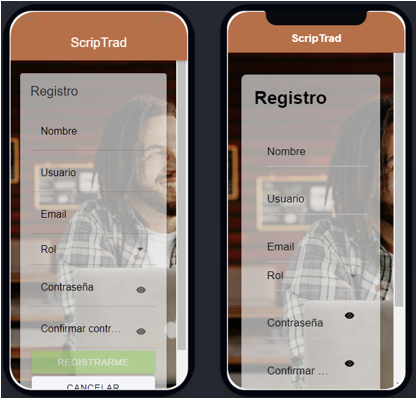 ScripTrad
Registro
Nombre
Usuario
Email
Rol
Contraseña
Confirmar contr...
REGISTRARME
CANCELAR
ScripTrad
Registro
Nombre
Usuario
Email
Rol
Contraseña
Confirmar ...